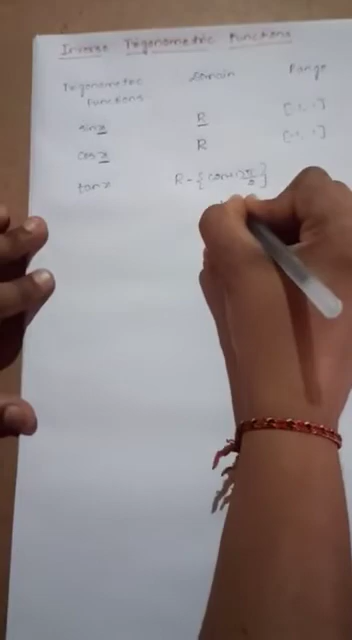 Inverse Trigonometric Functions
Trigonometric Functions Domain Range
sinx R [-1, 1]
cosx R [-1, 1]
tanx R - {(2n+1)π/2}